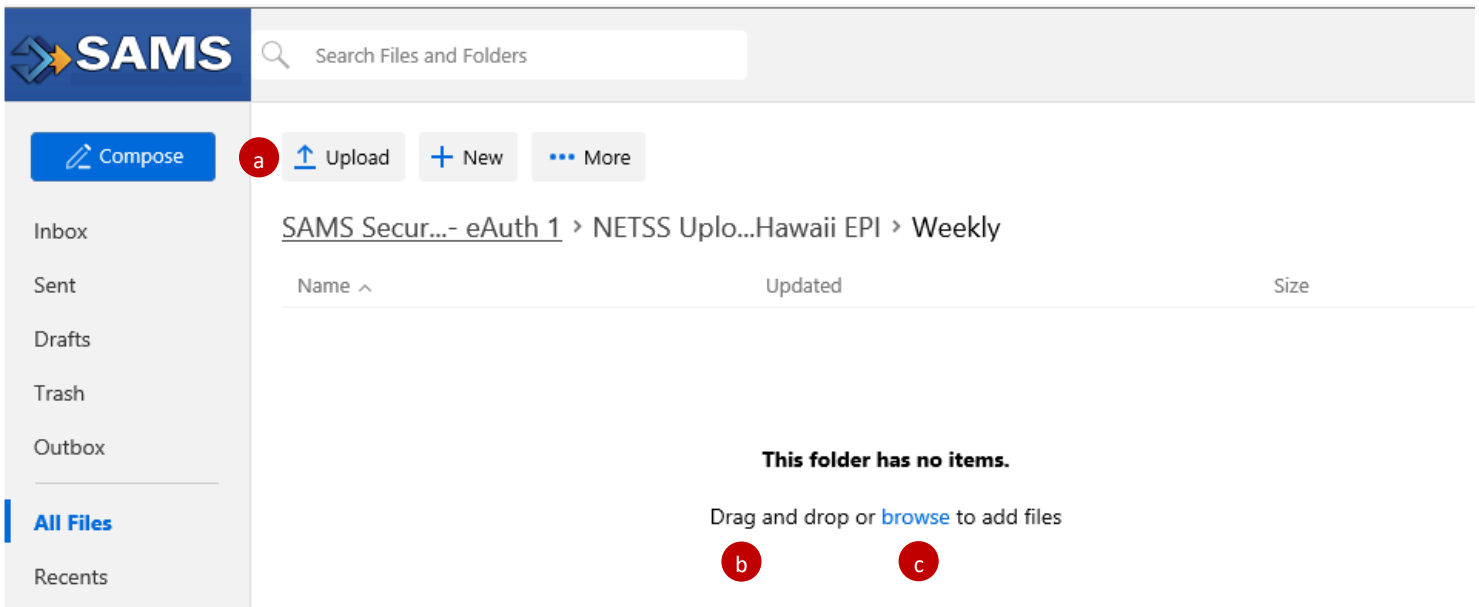 SAMS
Search Files and Folders
Compose
a
Upload
New
More
Inbox
SAMS Secur...- eAuth 1 > NETSS Uplo...Hawaii EPI > Weekly
Sent
Name
Updated
Size
Drafts
Trash
Outbox
This folder has no items.
All Files
Drag and drop or browse to add files
b
c
Recents